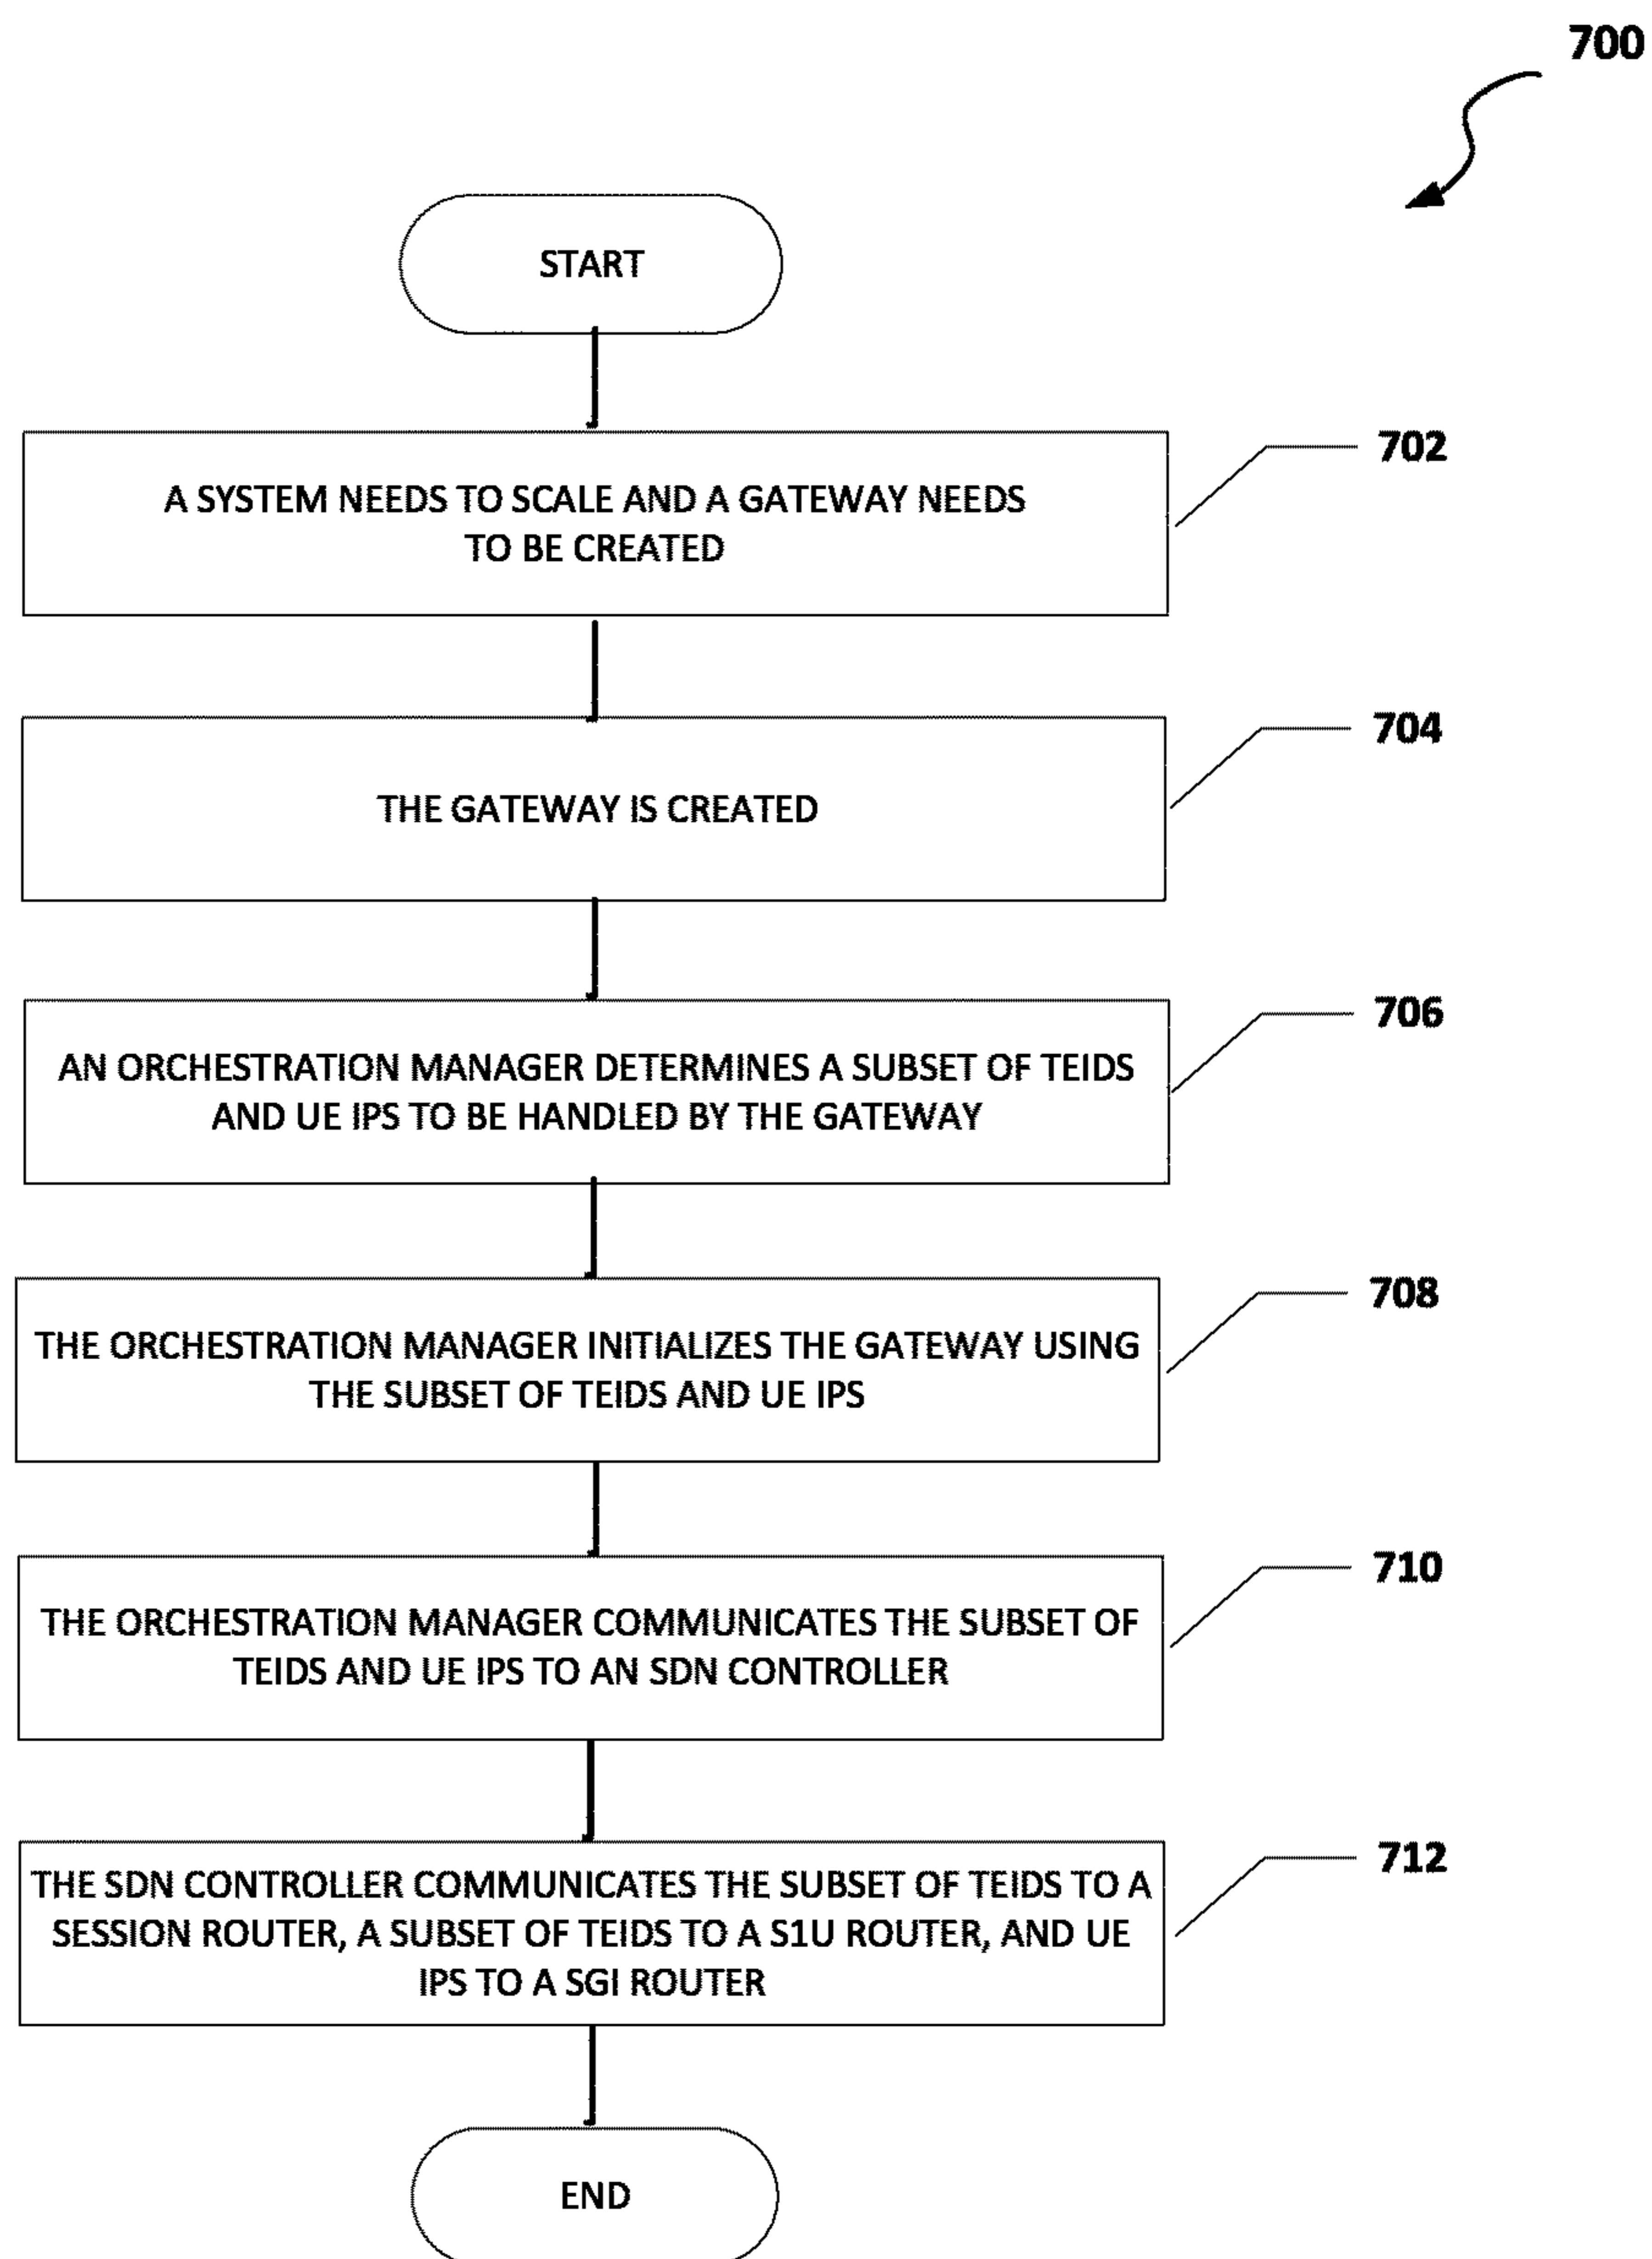 700
START
A SYSTEM NEEDS TO SCALE AND A GATEWAY NEEDS
TO BE CREATED
702
THE GATEWAY IS CREATED
704
AN ORCHESTRATION MANAGER DETERMINES A SUBSET OF TEIDS
AND UE IPS TO BE HANDLED BY THE GATEWAY
706
THE ORCHESTRATION MANAGER INITIALIZES THE GATEWAY USING
THE SUBSET OF TEIDS AND UE IPS
708
THE ORCHESTRATION MANAGER COMMUNICATES THE SUBSET OF
TEIDS AND UE IPS TO AN SDN CONTROLLER
710
THE SDN CONTROLLER COMMUNICATES THE SUBSET OF TEIDS TO A
SESSION ROUTER, A SUBSET OF TEIDS TO A S1U ROUTER, AND UE
IPS TO A SGI ROUTER
712
END